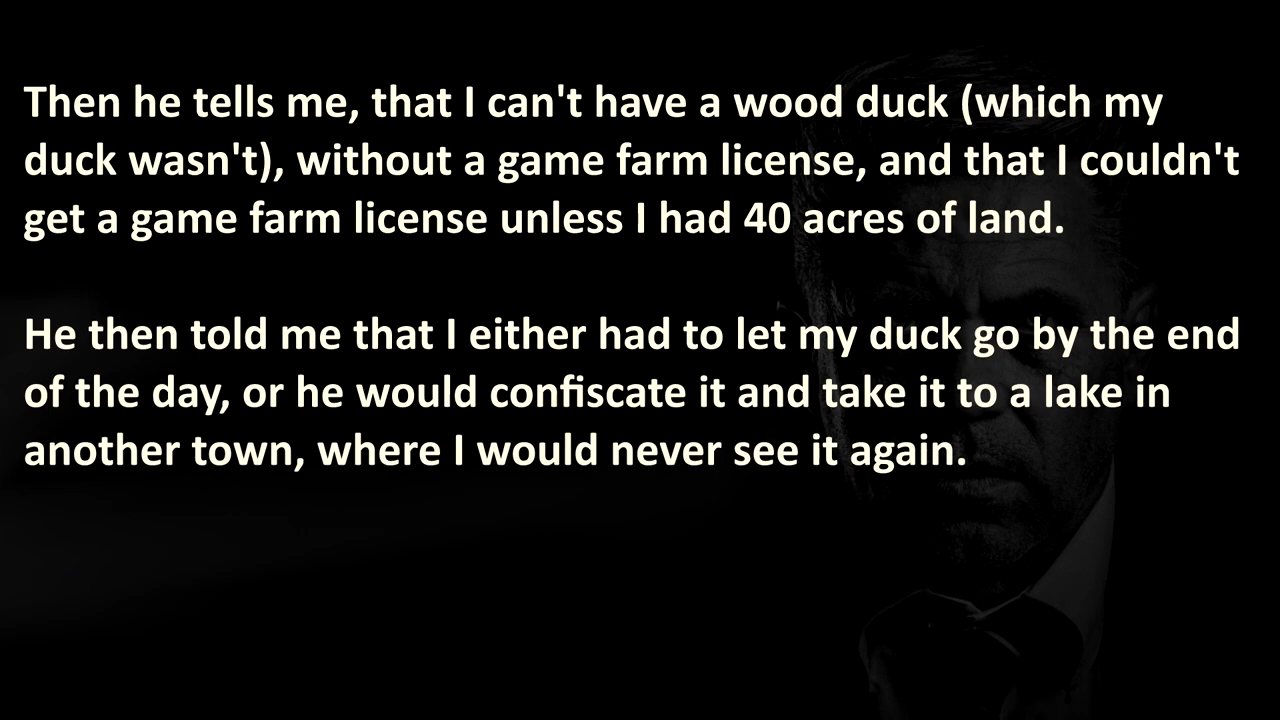 Then he tells me, that I can't have a wood duck (which my
duck wasn't), without a game farm license, and that I couldn't
get a game farm license unless I had 40 acres of land.
He then told me that I either had to let my duck go by the end
of the day, or he would confiscate it and take it to a lake in
another town, where I would never see it again.